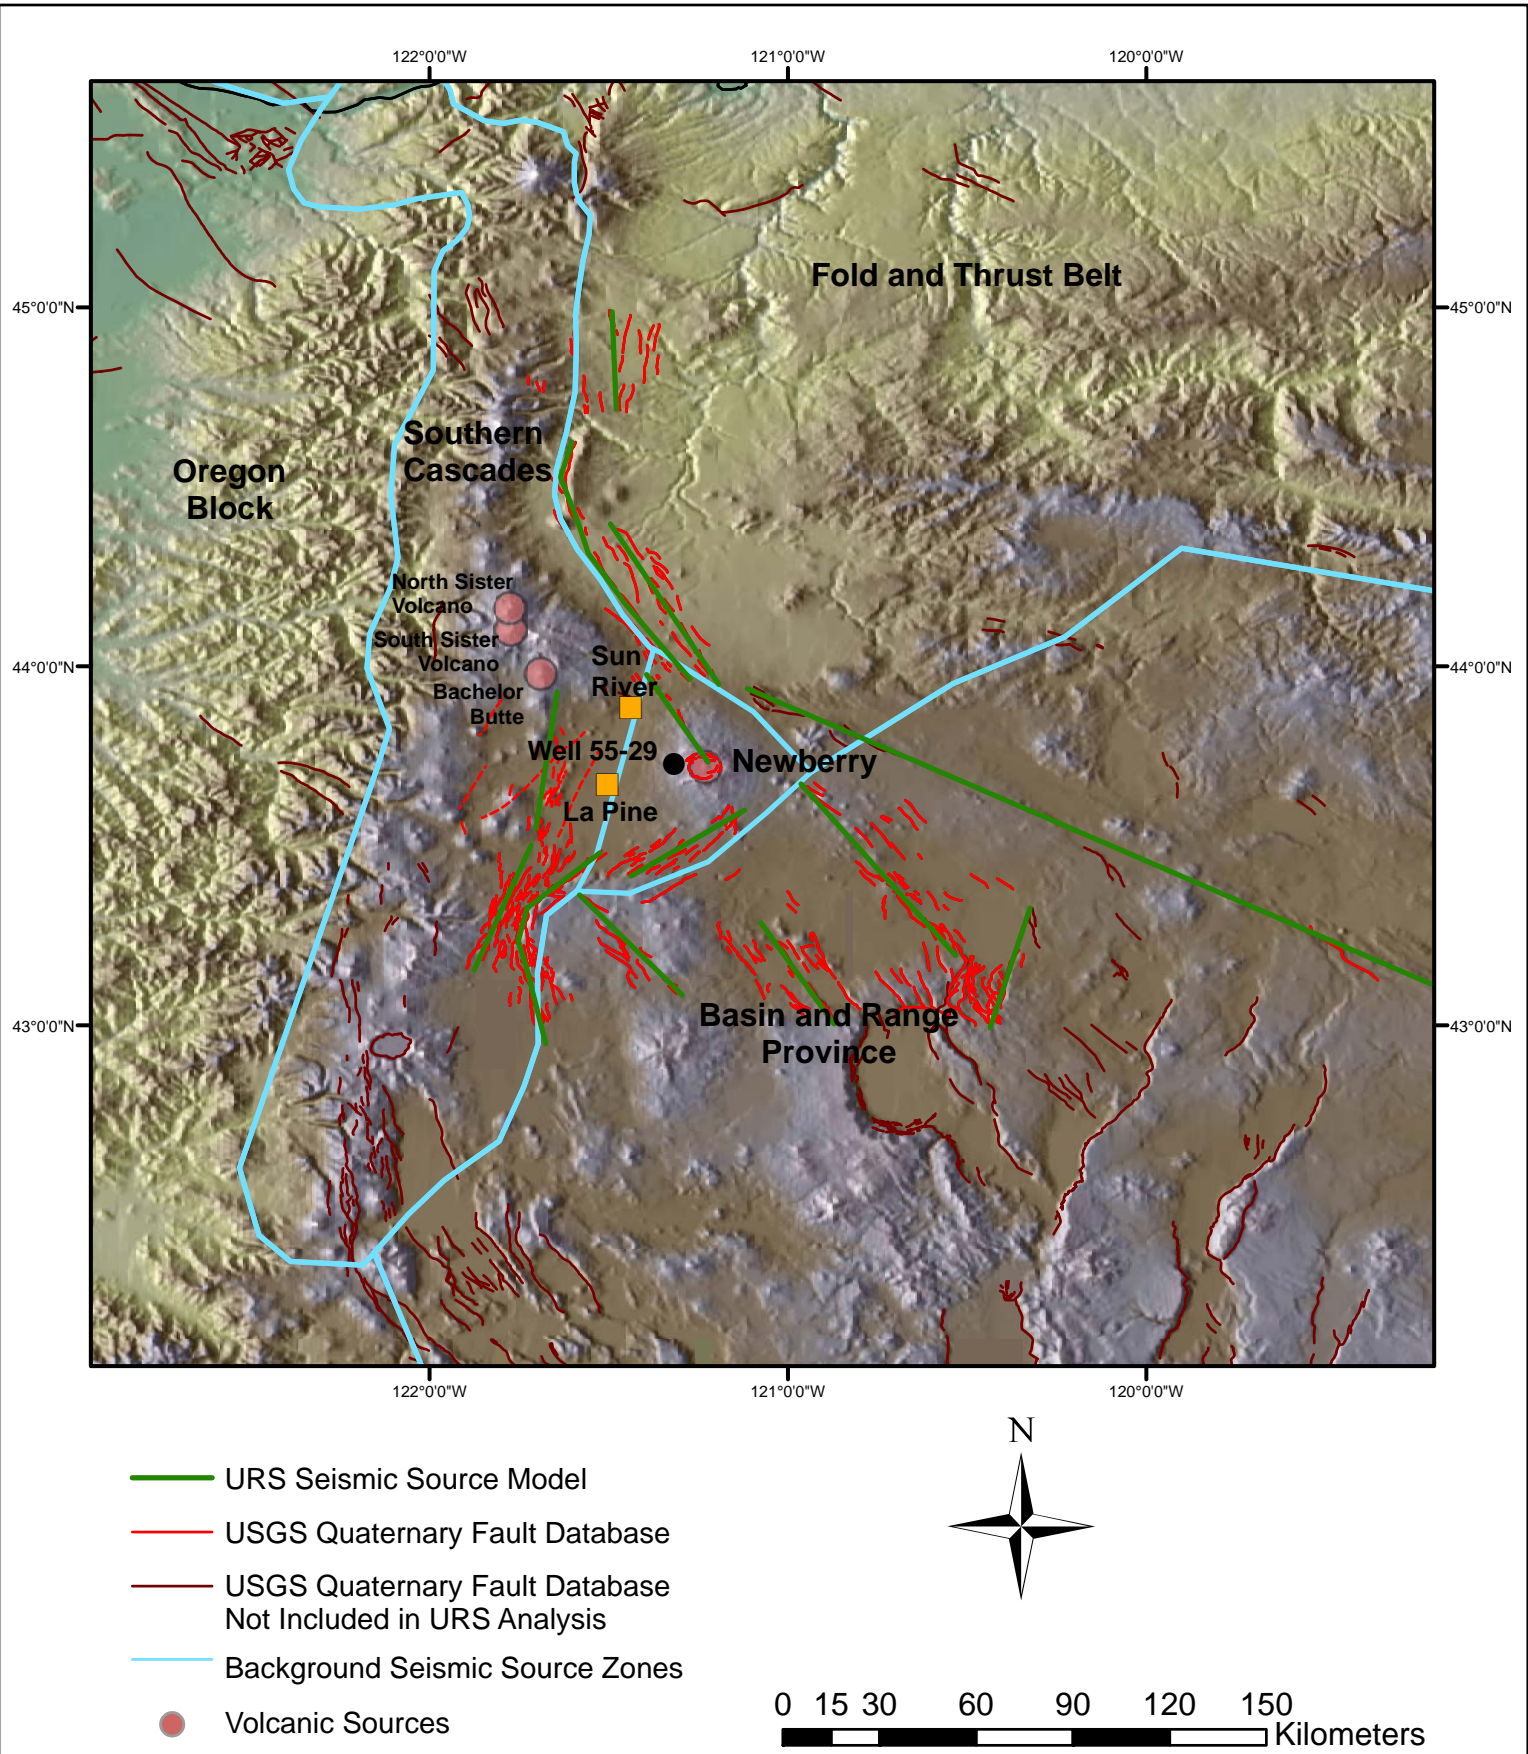 122°0'0"W
121°0'0"W
120°0'0"W
Fold and Thrust Belt
45°0'0"N
45°0'0"N
Southern
Cascades
Oregon
Block
North Sister
Volcano
South Sister
Volcano
Bachelor
Butte
Sun
River
44°0'0"N
44°0'0"N
Well 55-29
Newberry
La Pine
Basin and Range
Province
43°0'0"N
43°0'0"N
122°0'0"W
121°0'0"W
120°0'0"W
N
URS Seismic Source Model
USGS Quaternary Fault Database
USGS Quaternary Fault Database
Not Included in URS Analysis
Background Seismic Source Zones
Volcanic Sources
0 15 30 60 90 120 150
Kilometers